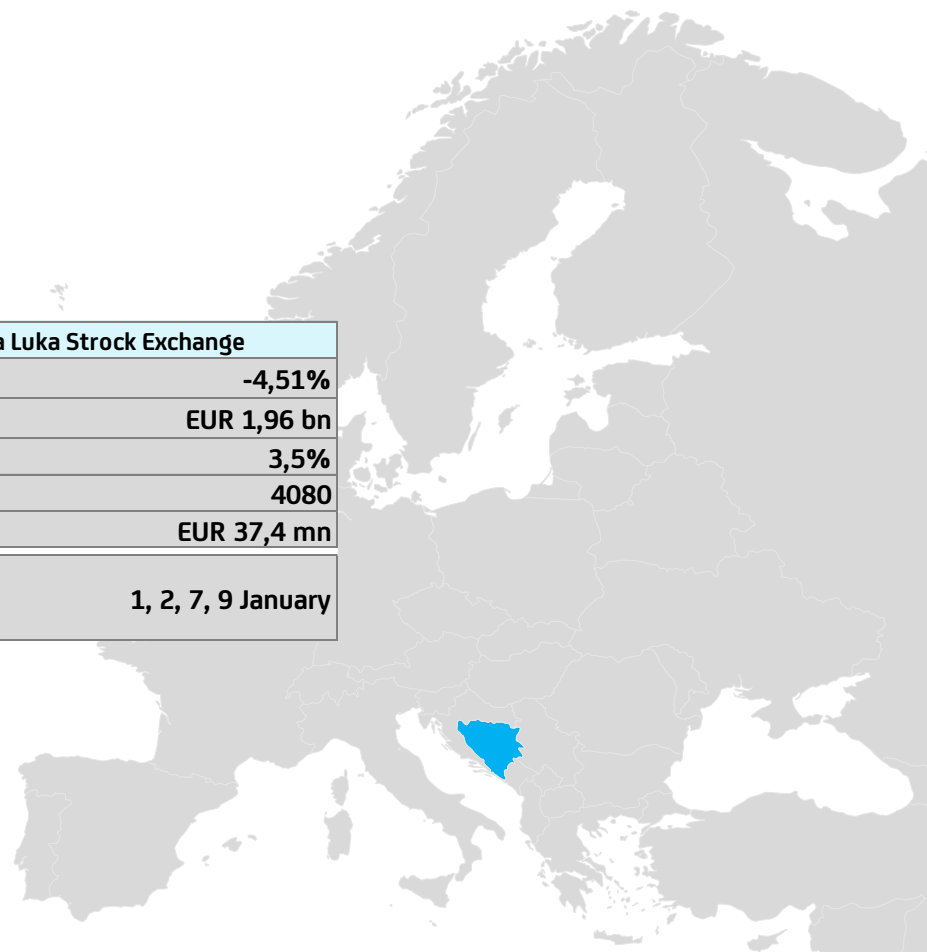 a Luka Strock Exchange
-4,51%
EUR 1,96 bn
3,5%
4080
EUR 37,4 mn
1, 2, 7, 9 January